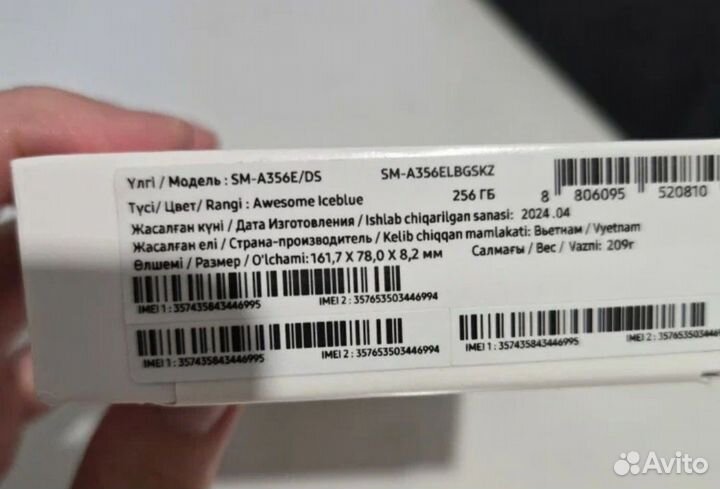 Үлгі / Модель : SM-A356E/DS SM-A356ELBGSKZ
Түсі/ Цвет/ Rangi : Awesome Iceblue 256 ГБ
8 806095 520810
Жасалған күні / Дата Изготовления / Ishlab chiqarilgan sanasi: 2024 .04
Жасалған елі / Страна-производитель / Kelib chiqqan mamlakati: Вьетнам / Vyetnam
Өлшемі / Размер / O'lchami: 161,7 X 78,0 X 8,2 мм Салмағы / Вес / Vazni: 209г
IMEI 1 : 357435843446995 IMEI 2 : 357653503446994
IMEI 1 : 357435843446995 IMEI 2 : 357653503446994
IMEI 1 : 357435843446995 IMEI 2 : 3576535034469
Avito